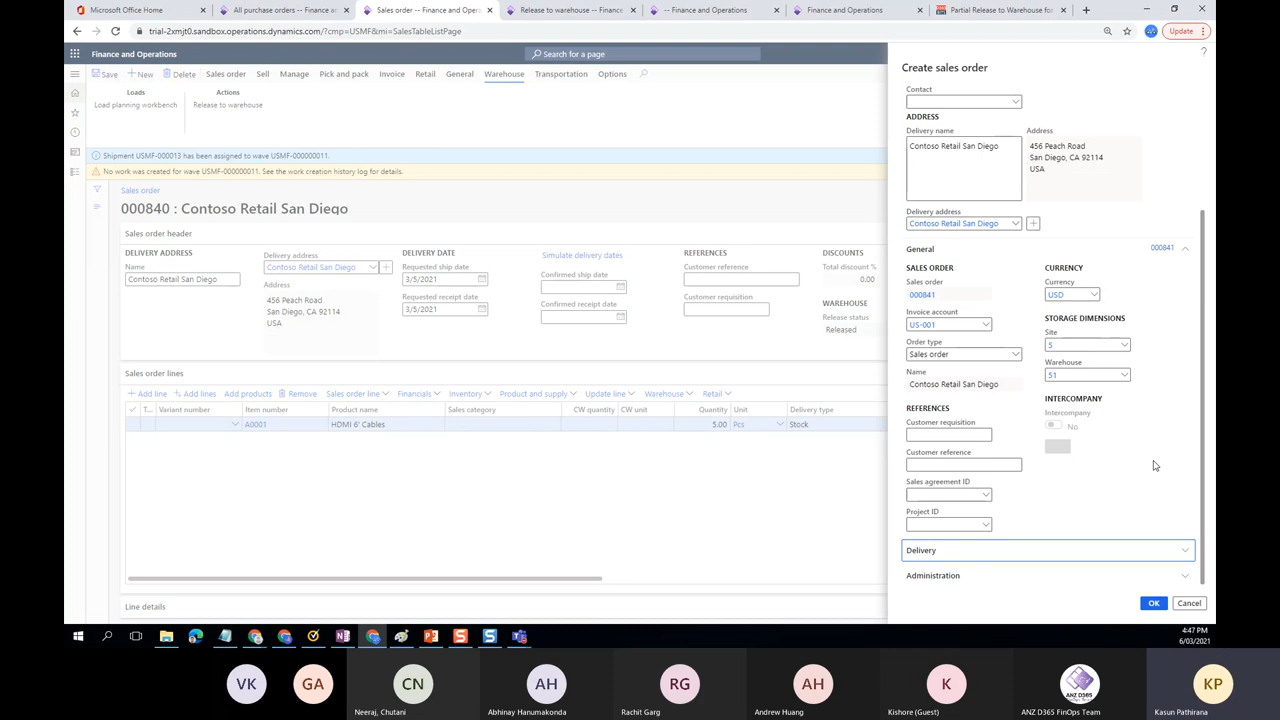 Microsoft Office Home
All purchase orders -- Finance an
Sales order -- Finance and Oper
Release to warehouse -- Finance
-- Finance and Operations
Finance and Operations
Partial Release to Warehouse for
trial-2xmjt0.sandbox.operations.dynamics.com/?cmp=USMF&mi=SalesTableListPage
Update
Finance and Operations
Search for a page
Save
New
Delete
Sales order
Sell
Manage
Pick and pack
Invoice
Retail
General
Warehouse
Transportation
Options
Loads
Load planning workbench
Actions
Release to warehouse
Shipment USMF-000013 has been assigned to wave USMF-000000011.
No work was created for wave USMF-000000011. See the work creation history log for details.
Sales order
000840 : Contoso Retail San Diego
Sales order header
DELIVERY ADDRESS
Name
Contoso Retail San Diego
Delivery address
Contoso Retail San Diego
Address
456 Peach Road
San Diego, CA 92114
USA
DELIVERY DATE
Requested ship date
3/5/2021
Requested receipt date
3/5/2021
Simulate delivery dates
Confirmed ship date
Confirmed receipt date
REFERENCES
Customer reference
Customer requisition
DISCOUNTS
Total discount %
0.00
WAREHOUSE
Release status
Released
Sales order lines
Add line
Add lines
Add products
Remove
Sales order line
Financials
Inventory
Product and supply
Update line
Warehouse
Retail
T...
Variant number
Item number
Product name
Sales category
CW quantity
CW unit
Quantity
Unit
Delivery type
A0001
HDMI 6' Cables
5.00
Pcs
Stock
Line details
?
Create sales order
Contact
ADDRESS
Delivery name
Contoso Retail San Diego
Address
456 Peach Road
San Diego, CA 92114
USA
Delivery address
Contoso Retail San Diego
General
000841
SALES ORDER
Sales order
000841
Invoice account
US-001
Order type
Sales order
Name
Contoso Retail San Diego
REFERENCES
Customer requisition
Customer reference
Sales agreement ID
Project ID
CURRENCY
Currency
USD
STORAGE DIMENSIONS
Site
5
Warehouse
51
INTERCOMPANY
Intercompany
No
Delivery
Administration
OK
Cancel
4:47 PM
6/03/2021
VK
GA
CN
Neeraj, Chutani
AH
Abhinay Hanumakonda
RG
Rachit Garg
AH
Andrew Huang
K
Kishore (Guest)
ANZ D365
ANZ D365 FinOps Team
KP
Kasun Pathirana